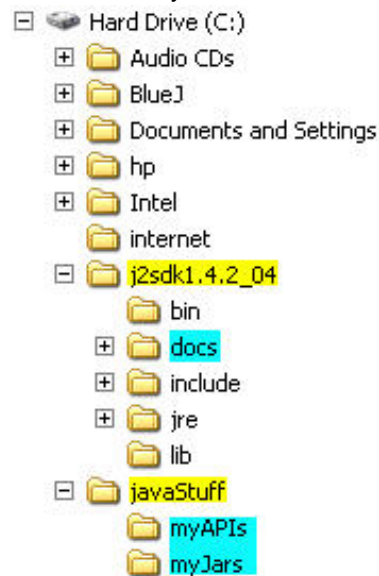 Hard Drive (C:)
Audio CDs
BlueJ
Documents and Settings
hp
Intel
internet
j2sdk1.4.2_04
bin
docs
include
jre
lib
javaStuff
myAPIs
myJars